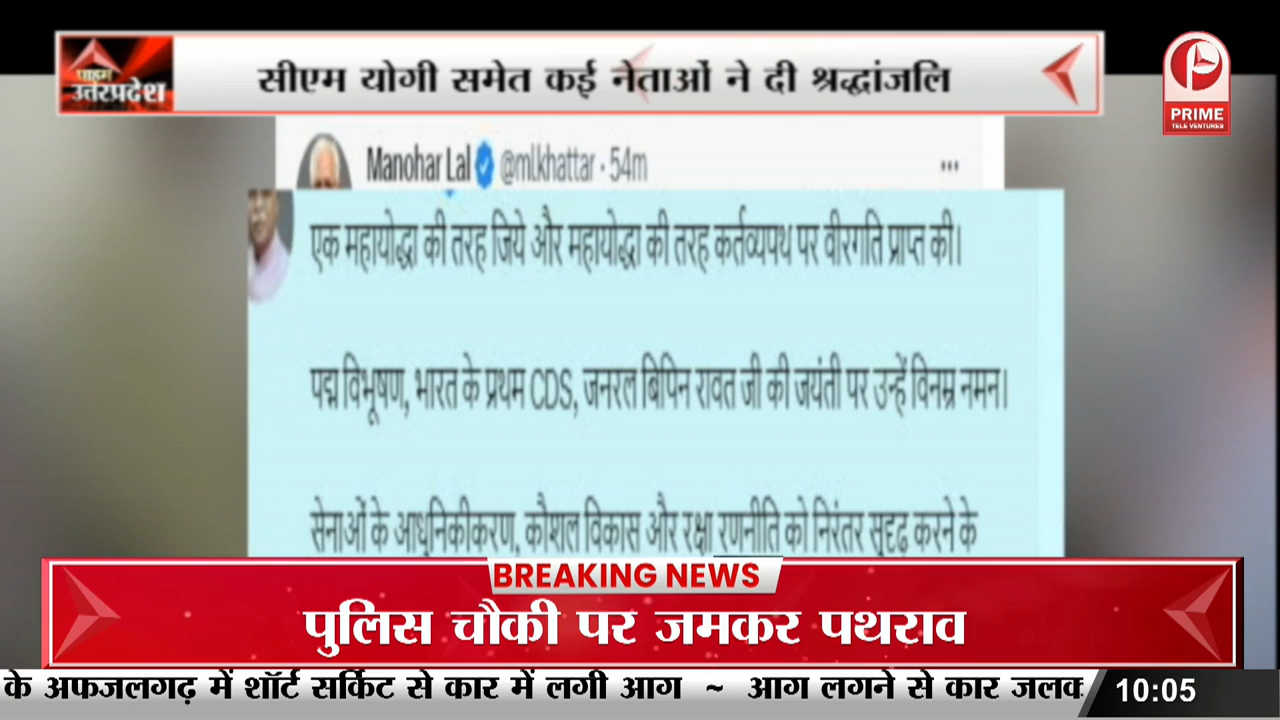 प्राइम
उत्तरप्रदेश
सीएम योगी समेत कई नेताओं ने दी श्रद्धांजलि
PRIME
TELE VENTURES
Manohar Lal @mlkhattar · 54m
एक महायोद्धा की तरह जिये और महायोद्धा की तरह कर्तव्यपथ पर वीरगति प्राप्त की।
पद्म विभूषण, भारत के प्रथम CDS, जनरल बिपिन रावत जी की जयंती पर उन्हें विनम्र नमन।
सेनाओं के आधुनिकीकरण, कौशल विकास और रक्षा रणनीति को निरंतर सुदृढ़ करने के
BREAKING NEWS
पुलिस चौकी पर जमकर पथराव
के अफजलगढ़ में शॉर्ट सर्किट से कार में लगी आग ~ आग लगने से कार
10:05